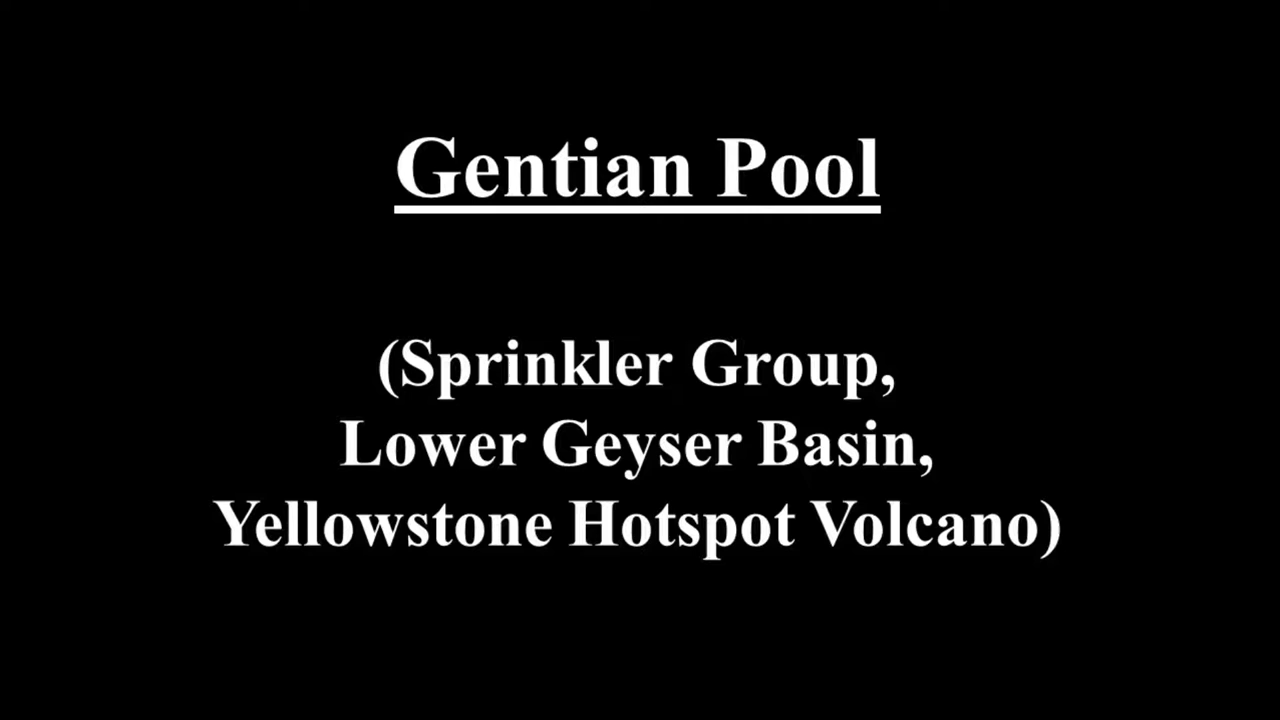 Gentian Pool
(Sprinkler Group,
Lower Geyser Basin,
Yellowstone Hotspot Volcano)